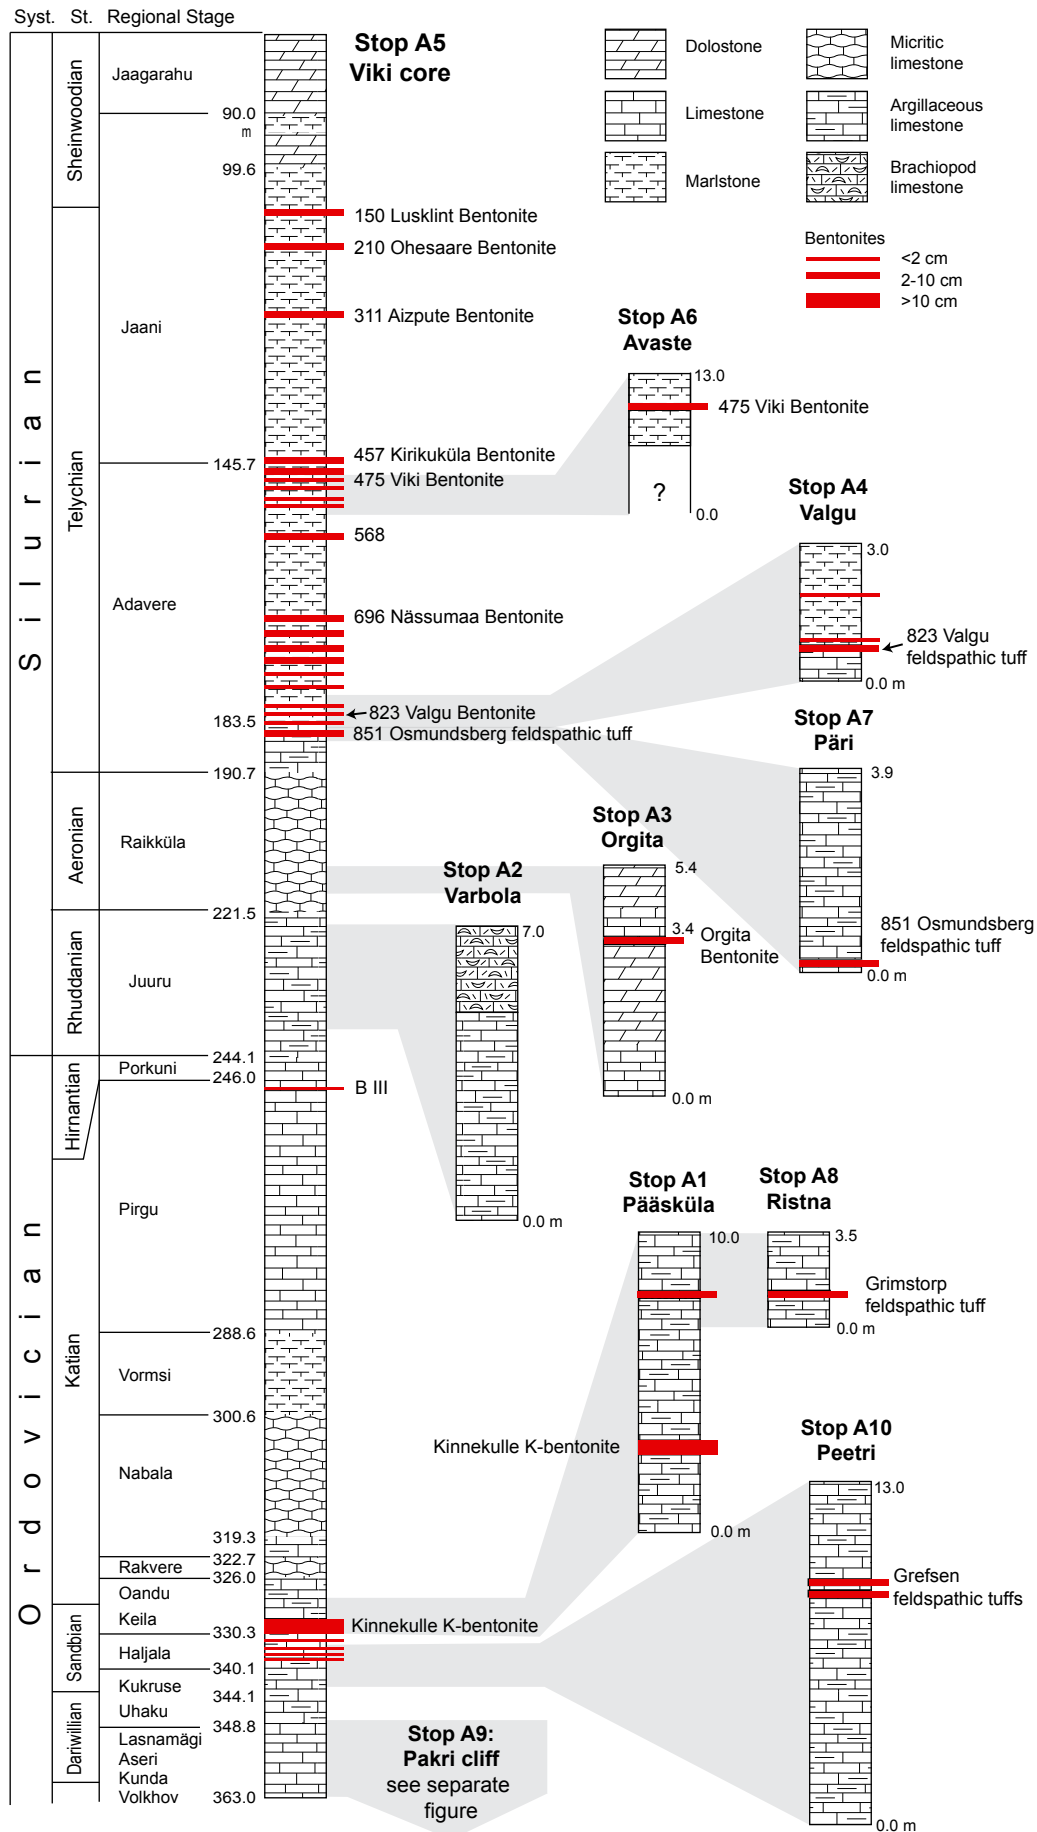 Syst. St. Regional Stage
Stop A5
Viki core
Dolostone
Limestone
Marlstone
Micritic
limestone
Argillaceous
limestone
Brachiopod
limestone
Bentonites
<2 cm
2-10 cm
>10 cm
Silurian
Ordovician
Sheinwoodian
Telychian
Aeronian
Rhuddanian
Hirnantian
Katian
Sandbian
Dariwillian
Jaagarahu
Jaani
Adavere
Raikküla
Juuru
Porkuni
Pirgu
Vormsi
Nabala
Rakvere
Oandu
Keila
Haljala
Kukruse
Uhaku
Lasnamägi
Aseri
Kunda
Volkhov
90.0
m
99.6
145.7
183.5
190.7
221.5
244.1
246.0
288.6
300.6
319.3
322.7
326.0
330.3
340.1
344.1
348.8
363.0
150 Lusklint Bentonite
210 Ohesaare Bentonite
311 Aizpute Bentonite
457 Kirikuküla Bentonite
475 Viki Bentonite
568
696 Nässumaa Bentonite
823 Valgu Bentonite
851 Osmundsberg feldspathic tuff
B III
Kinnekulle K-bentonite
Stop A6
Avaste
13.0
475 Viki Bentonite
?
0.0
Stop A4
Valgu
3.0
823 Valgu
feldspathic tuff
0.0 m
Stop A7
Päri
3.9
851 Osmundsberg
feldspathic tuff
0.0 m
Stop A3
Orgita
5.4
3.4
Orgita
Bentonite
0.0 m
Stop A2
Varbola
7.0
0.0 m
Stop A1
Pääsküla
10.0
Kinnekulle K-bentonite
0.0 m
Stop A8
Ristna
3.5
Grimstorp
feldspathic tuff
0.0 m
Stop A10
Peetri
13.0
Grefsen
feldspathic tuffs
0.0 m
Stop A9:
Pakri cliff
see separate
figure